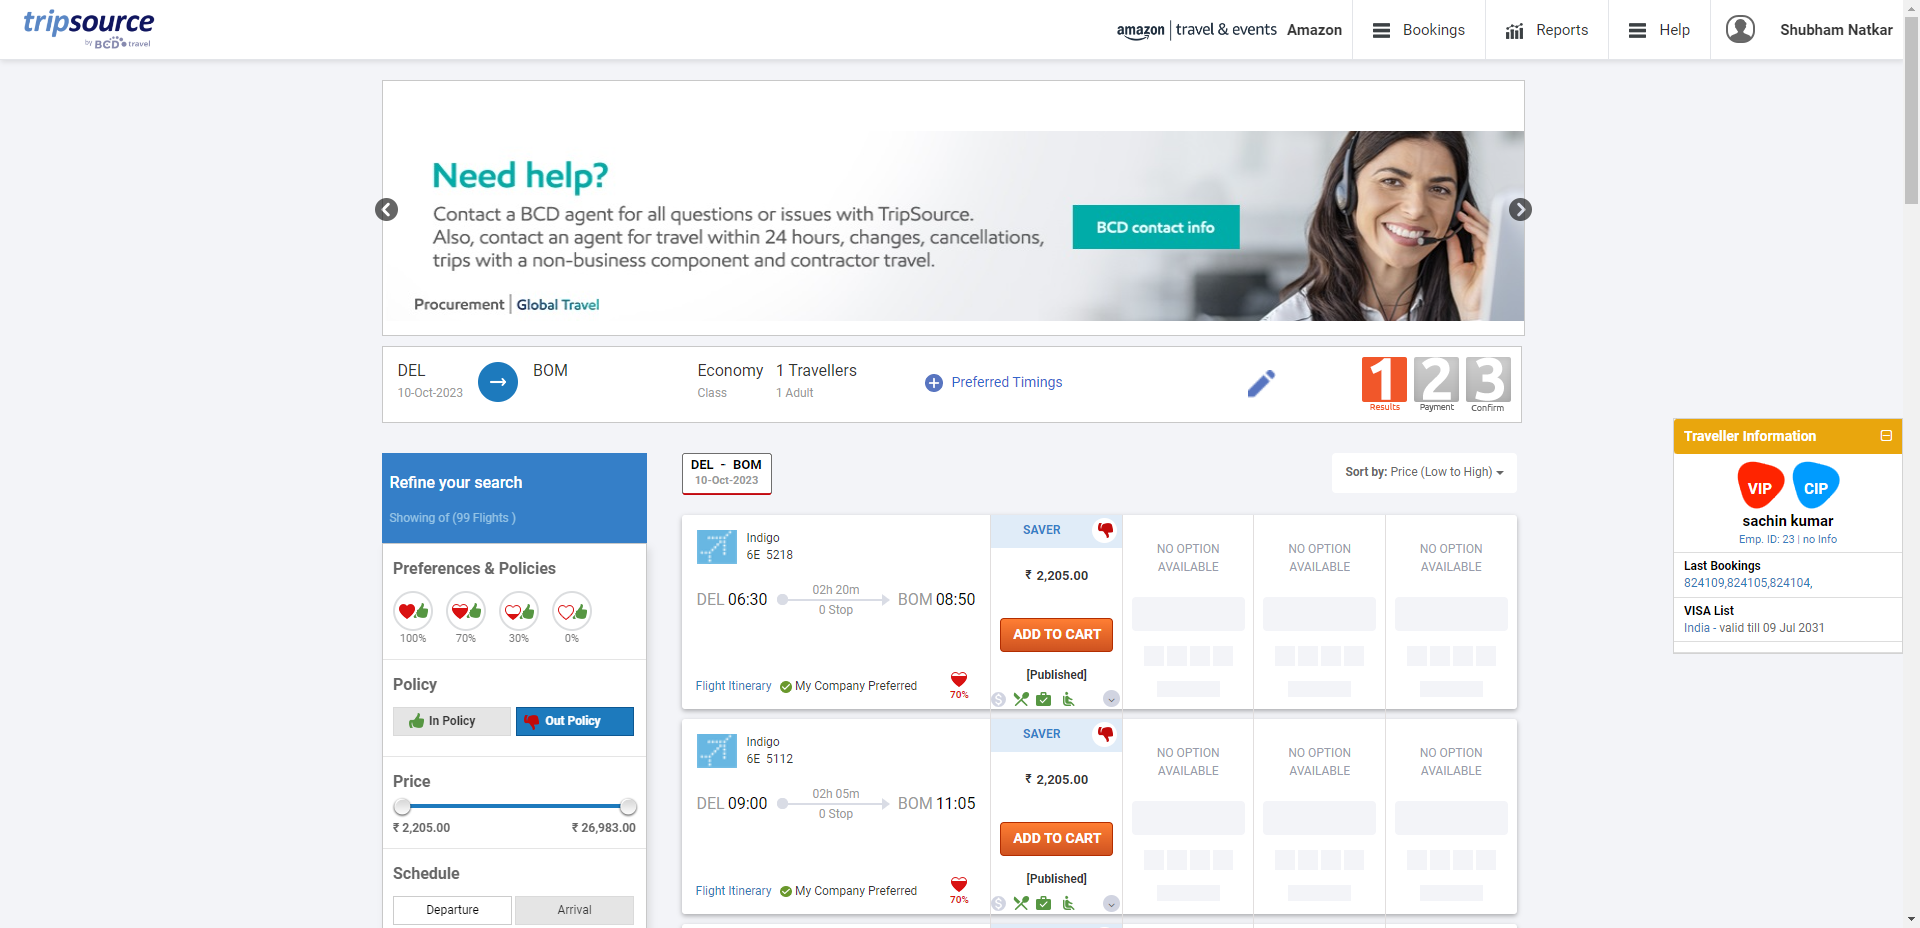 tripsource
by BCD travel
amazon | travel & events Amazon
Bookings
Reports
Help
Shubham Natkar
Need help?
Contact a BCD agent for all questions or issues with TripSource.
Also, contact an agent for travel within 24 hours, changes, cancellations,
trips with a non-business component and contractor travel.
BCD contact info
Procurement | Global Travel
DEL
10-Oct-2023
BOM
Economy
Class
1 Travellers
1 Adult
Preferred Timings
1 2 3
Results Payment Confirm
Traveller Information
VIP CIP
sachin kumar
Emp. ID: 23 | no Info
Last Bookings
824109,824105,824104,
VISA List
India - valid till 09 Jul 2031
Refine your search
Showing of (99 Flights )
Preferences & Policies
100% 70% 30% 0%
Policy
In Policy Out Policy
Price
₹ 2,205.00 ₹ 26,983.00
Schedule
Departure Arrival
DEL - BOM
10-Oct-2023
Sort by: Price (Low to High)
Indigo
6E 5218
DEL 06:30
02h 20m
0 Stop
BOM 08:50
Flight Itinerary My Company Preferred
70%
SAVER
₹ 2,205.00
ADD TO CART
[Published]
NO OPTION
AVAILABLE
NO OPTION
AVAILABLE
NO OPTION
AVAILABLE
Indigo
6E 5112
DEL 09:00
02h 05m
0 Stop
BOM 11:05
Flight Itinerary My Company Preferred
70%
SAVER
₹ 2,205.00
ADD TO CART
[Published]
NO OPTION
AVAILABLE
NO OPTION
AVAILABLE
NO OPTION
AVAILABLE